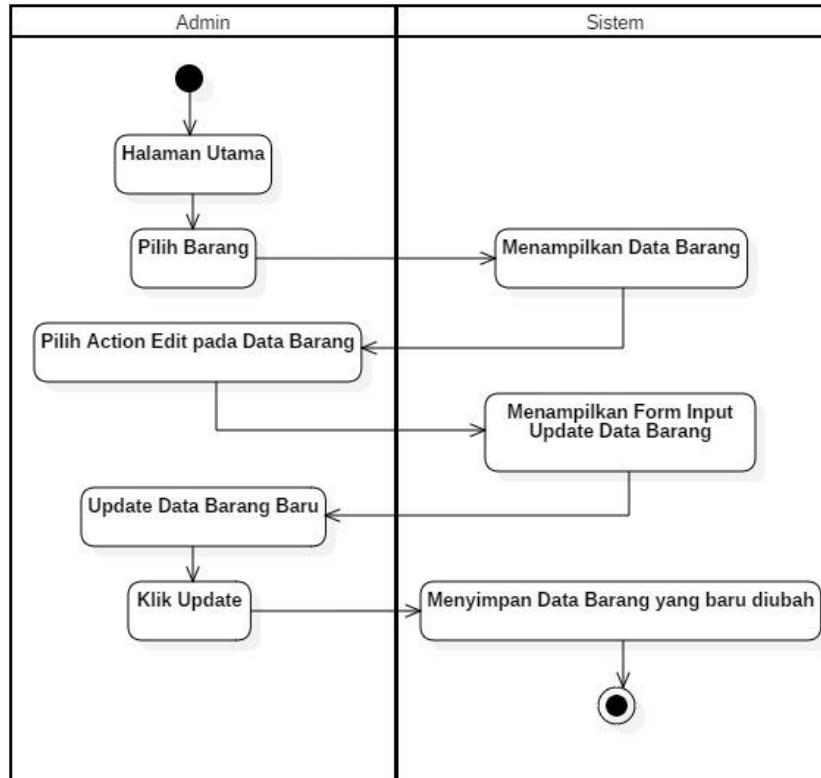 Admin
Sistem
Halaman Utama
Pilih Barang
Menampilkan Data Barang
Pilih Action Edit pada Data Barang
Menampilkan Form Input
Update Data Barang
Update Data Barang Baru
Klik Update
Menyimpan Data Barang yang baru diubah